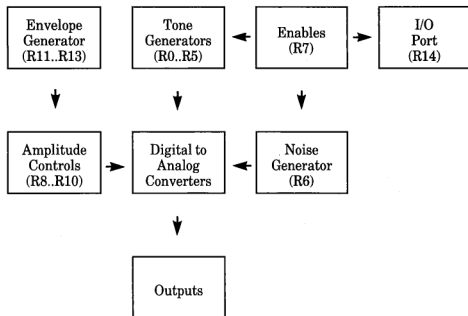 Envelope
Generator
(R11..R13)
Tone
Generators
(R0..R5)
Enables
(R7)
I/O
Port
(R14)
Amplitude
Controls
(R8..R10)
Digital to
Analog
Converters
Noise
Generator
(R6)
Outputs